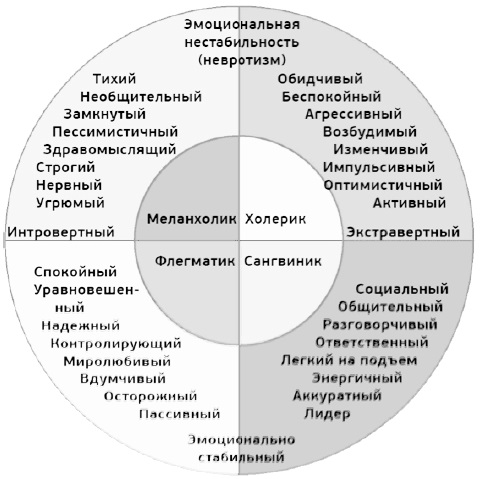 Эмоциональная
нестабильность
(невротизм)
Тихий
Необщительный
Замкнутый
Пессимистичный
Здравомыслящий
Строгий
Нервный
Угрюмый
Интровертный
Обидчивый
Беспокойный
Агрессивный
Возбудимый
Изменчивый
Импульсивный
Оптимистичный
Активный
Экстравертный
Меланхолик
Холерик
Флегматик
Сангвиник
Спокойный
Уравновешен-
ный
Надежный
Контролирующий
Миролюбивый
Вдумчивый
Осторожный
Пассивный
Социальный
Общительный
Разговорчивый
Ответственный
Легкий на подъем
Энергичный
Аккуратный
Лидер
Эмоционально
стабильный